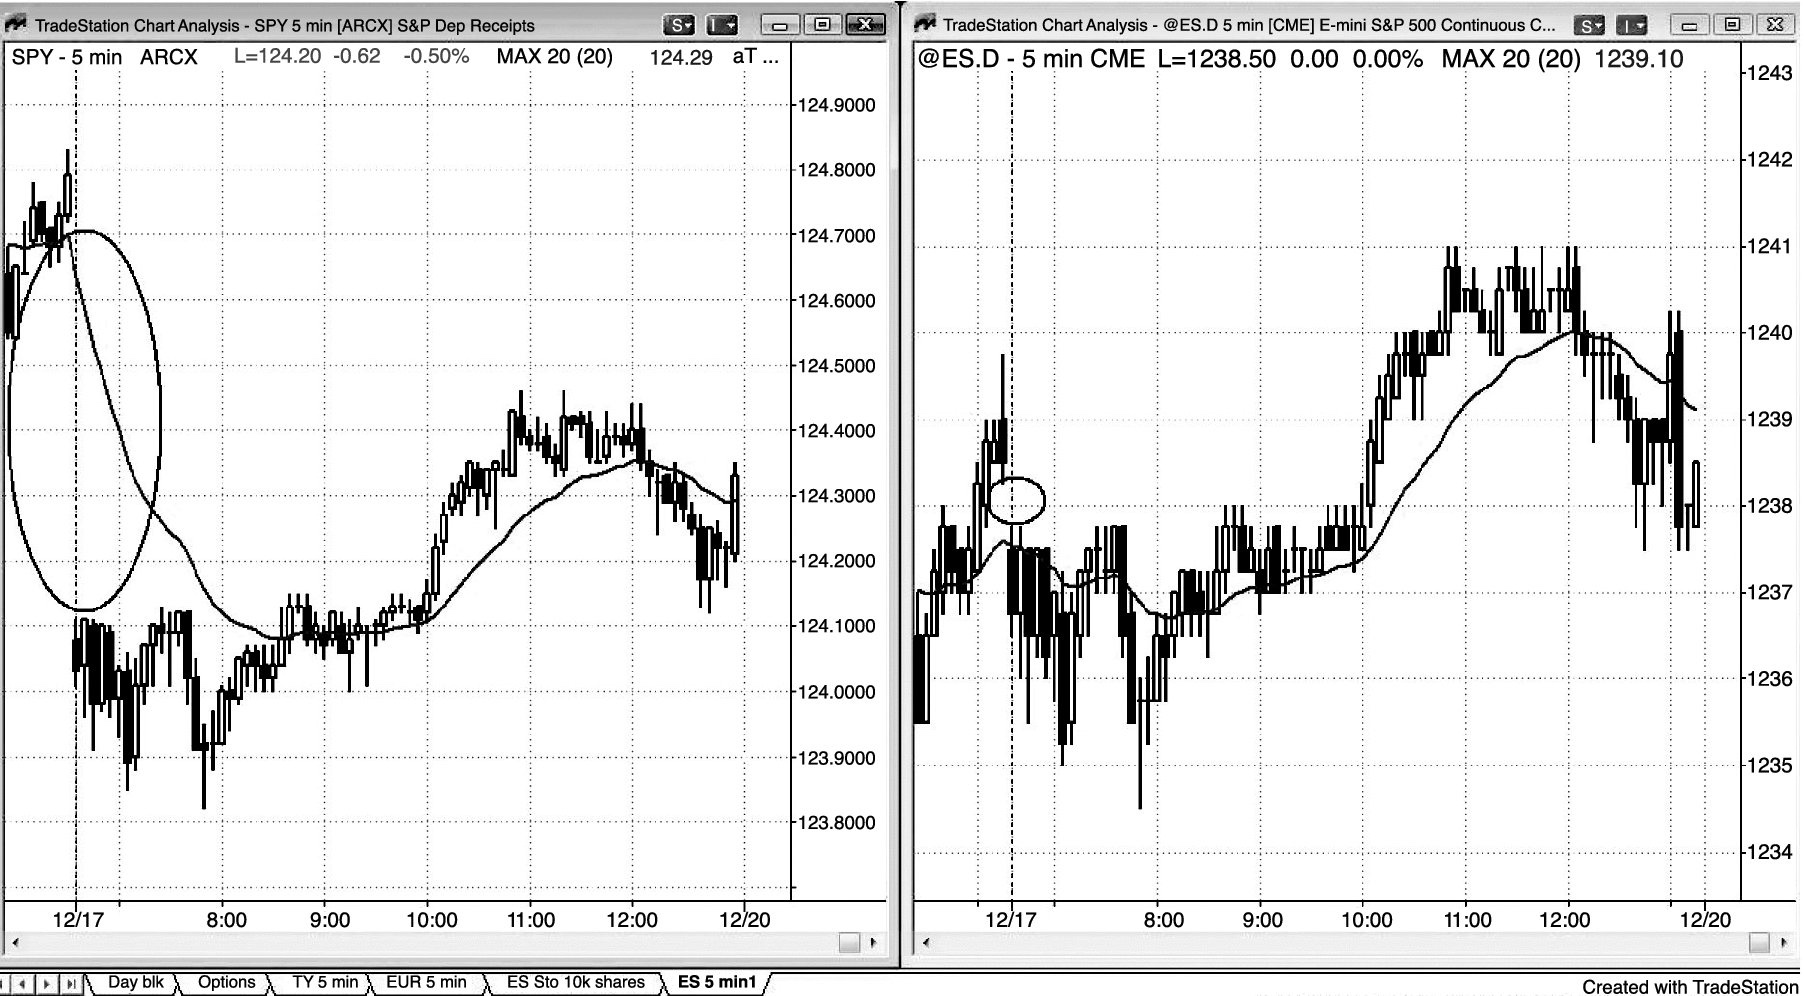 TradeStation Chart Analysis - SPY 5 min [ARCX] S&P Dep Receipts
S
I
SPY - 5 min ARCX L=124.20 -0.62 -0.50% MAX 20 (20) 124.29 aT ...
124.9000
124.8000
124.7000
124.6000
124.5000
124.4000
124.3000
124.2000
124.1000
124.0000
123.9000
123.8000
12/17 8:00 9:00 10:00 11:00 12:00 12/20
TradeStation Chart Analysis - @ES.D 5 min [CME] E-mini S&P 500 Continuous C...
S
I
@ES.D - 5 min CME L=1238.50 0.00 0.00% MAX 20 (20) 1239.10
1243
1242
1241
1240
1239
1238
1237
1236
1235
1234
12/17 8:00 9:00 10:00 11:00 12:00 12/20
Day blk Options TY 5 min EUR 5 min ES Sto 10k shares ES 5 min1
Created with TradeStation